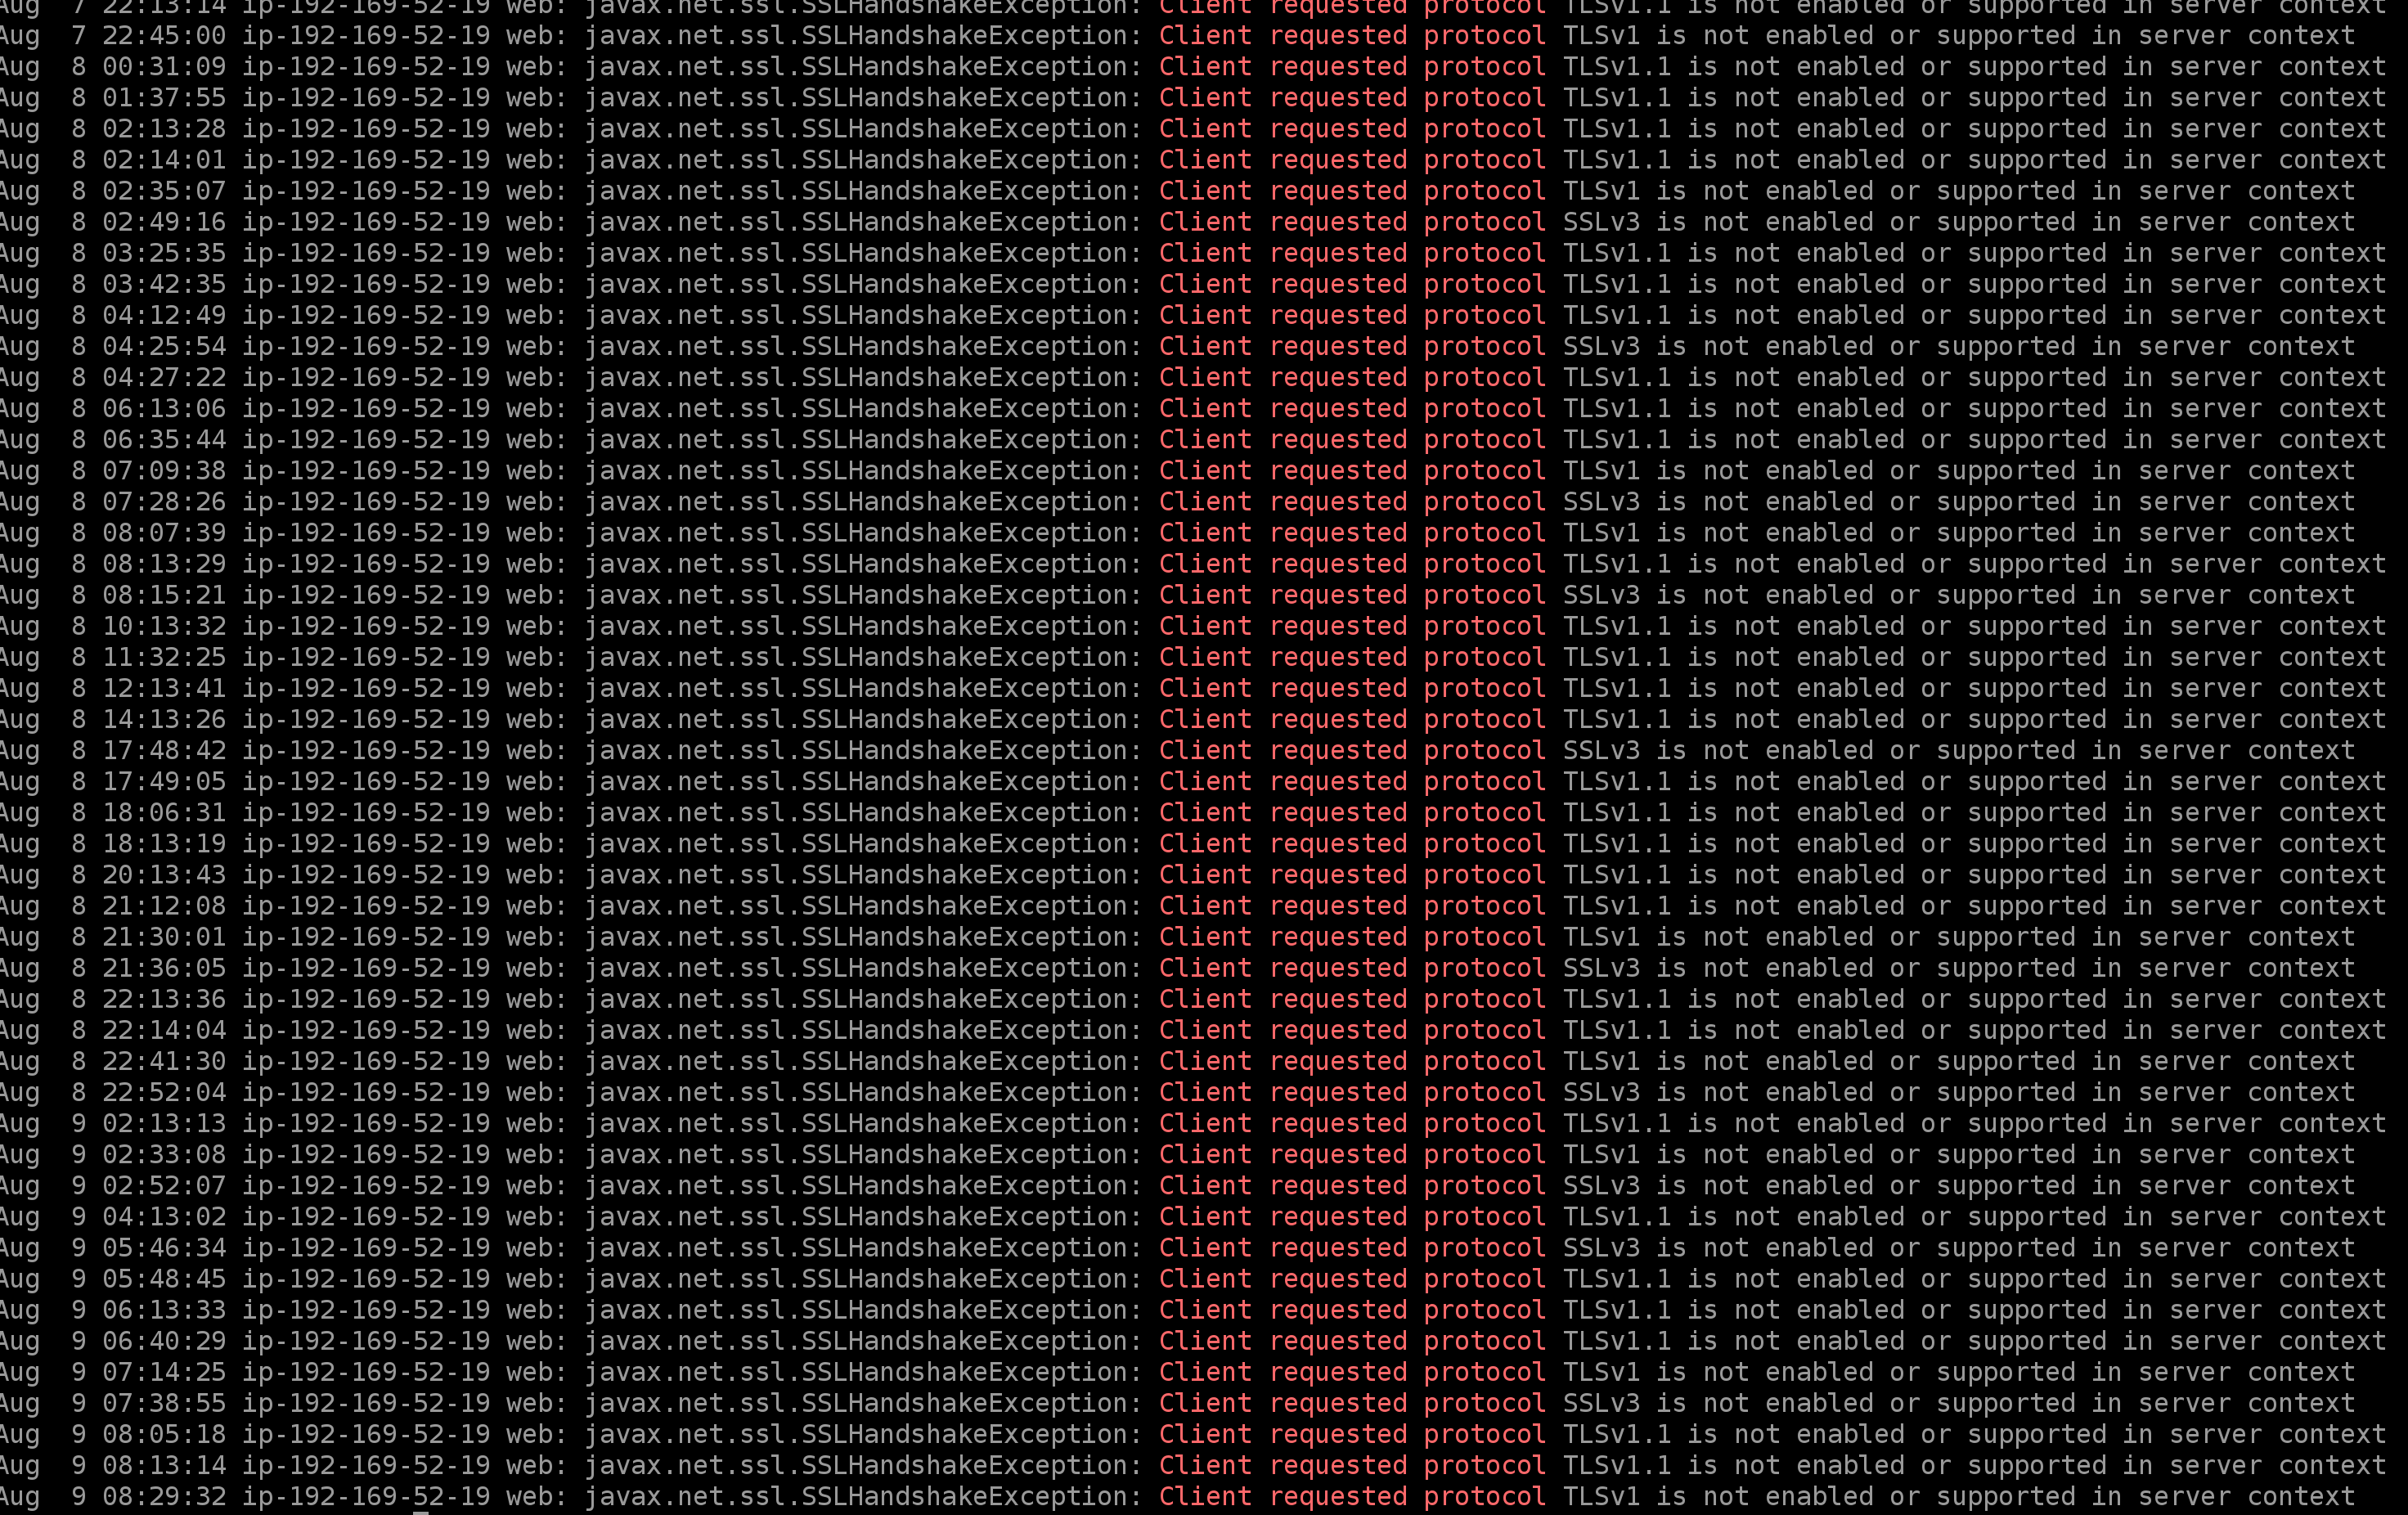 Aug  7 22:13:14 ip-192-169-52-19 web: javax.net.ssl.SSLHandshakeException: Client requested protocol TLSv1.1 is not enabled or supported in server context
Aug  7 22:45:00 ip-192-169-52-19 web: javax.net.ssl.SSLHandshakeException: Client requested protocol TLSv1 is not enabled or supported in server context
Aug  8 00:31:09 ip-192-169-52-19 web: javax.net.ssl.SSLHandshakeException: Client requested protocol TLSv1.1 is not enabled or supported in server context
Aug  8 01:37:55 ip-192-169-52-19 web: javax.net.ssl.SSLHandshakeException: Client requested protocol TLSv1.1 is not enabled or supported in server context
Aug  8 02:13:28 ip-192-169-52-19 web: javax.net.ssl.SSLHandshakeException: Client requested protocol TLSv1.1 is not enabled or supported in server context
Aug  8 02:14:01 ip-192-169-52-19 web: javax.net.ssl.SSLHandshakeException: Client requested protocol TLSv1.1 is not enabled or supported in server context
Aug  8 02:35:07 ip-192-169-52-19 web: javax.net.ssl.SSLHandshakeException: Client requested protocol TLSv1 is not enabled or supported in server context
Aug  8 02:49:16 ip-192-169-52-19 web: javax.net.ssl.SSLHandshakeException: Client requested protocol SSLv3 is not enabled or supported in server context
Aug  8 03:25:35 ip-192-169-52-19 web: javax.net.ssl.SSLHandshakeException: Client requested protocol TLSv1.1 is not enabled or supported in server context
Aug  8 03:42:35 ip-192-169-52-19 web: javax.net.ssl.SSLHandshakeException: Client requested protocol TLSv1.1 is not enabled or supported in server context
Aug  8 04:12:49 ip-192-169-52-19 web: javax.net.ssl.SSLHandshakeException: Client requested protocol TLSv1.1 is not enabled or supported in server context
Aug  8 04:25:54 ip-192-169-52-19 web: javax.net.ssl.SSLHandshakeException: Client requested protocol SSLv3 is not enabled or supported in server context
Aug  8 04:27:22 ip-192-169-52-19 web: javax.net.ssl.SSLHandshakeException: Client requested protocol TLSv1.1 is not enabled or supported in server context
Aug  8 06:13:06 ip-192-169-52-19 web: javax.net.ssl.SSLHandshakeException: Client requested protocol TLSv1.1 is not enabled or supported in server context
Aug  8 06:35:44 ip-192-169-52-19 web: javax.net.ssl.SSLHandshakeException: Client requested protocol TLSv1.1 is not enabled or supported in server context
Aug  8 07:09:38 ip-192-169-52-19 web: javax.net.ssl.SSLHandshakeException: Client requested protocol TLSv1 is not enabled or supported in server context
Aug  8 07:28:26 ip-192-169-52-19 web: javax.net.ssl.SSLHandshakeException: Client requested protocol SSLv3 is not enabled or supported in server context
Aug  8 08:07:39 ip-192-169-52-19 web: javax.net.ssl.SSLHandshakeException: Client requested protocol TLSv1 is not enabled or supported in server context
Aug  8 08:13:29 ip-192-169-52-19 web: javax.net.ssl.SSLHandshakeException: Client requested protocol TLSv1.1 is not enabled or supported in server context
Aug  8 08:15:21 ip-192-169-52-19 web: javax.net.ssl.SSLHandshakeException: Client requested protocol SSLv3 is not enabled or supported in server context
Aug  8 10:13:32 ip-192-169-52-19 web: javax.net.ssl.SSLHandshakeException: Client requested protocol TLSv1.1 is not enabled or supported in server context
Aug  8 11:32:25 ip-192-169-52-19 web: javax.net.ssl.SSLHandshakeException: Client requested protocol TLSv1.1 is not enabled or supported in server context
Aug  8 12:13:41 ip-192-169-52-19 web: javax.net.ssl.SSLHandshakeException: Client requested protocol TLSv1.1 is not enabled or supported in server context
Aug  8 14:13:26 ip-192-169-52-19 web: javax.net.ssl.SSLHandshakeException: Client requested protocol TLSv1.1 is not enabled or supported in server context
Aug  8 17:48:42 ip-192-169-52-19 web: javax.net.ssl.SSLHandshakeException: Client requested protocol SSLv3 is not enabled or supported in server context
Aug  8 17:49:05 ip-192-169-52-19 web: javax.net.ssl.SSLHandshakeException: Client requested protocol TLSv1.1 is not enabled or supported in server context
Aug  8 18:06:31 ip-192-169-52-19 web: javax.net.ssl.SSLHandshakeException: Client requested protocol TLSv1.1 is not enabled or supported in server context
Aug  8 18:13:19 ip-192-169-52-19 web: javax.net.ssl.SSLHandshakeException: Client requested protocol TLSv1.1 is not enabled or supported in server context
Aug  8 20:13:43 ip-192-169-52-19 web: javax.net.ssl.SSLHandshakeException: Client requested protocol TLSv1.1 is not enabled or supported in server context
Aug  8 21:12:08 ip-192-169-52-19 web: javax.net.ssl.SSLHandshakeException: Client requested protocol TLSv1.1 is not enabled or supported in server context
Aug  8 21:30:01 ip-192-169-52-19 web: javax.net.ssl.SSLHandshakeException: Client requested protocol TLSv1 is not enabled or supported in server context
Aug  8 21:36:05 ip-192-169-52-19 web: javax.net.ssl.SSLHandshakeException: Client requested protocol SSLv3 is not enabled or supported in server context
Aug  8 22:13:36 ip-192-169-52-19 web: javax.net.ssl.SSLHandshakeException: Client requested protocol TLSv1.1 is not enabled or supported in server context
Aug  8 22:14:04 ip-192-169-52-19 web: javax.net.ssl.SSLHandshakeException: Client requested protocol TLSv1.1 is not enabled or supported in server context
Aug  8 22:41:30 ip-192-169-52-19 web: javax.net.ssl.SSLHandshakeException: Client requested protocol TLSv1 is not enabled or supported in server context
Aug  8 22:52:04 ip-192-169-52-19 web: javax.net.ssl.SSLHandshakeException: Client requested protocol SSLv3 is not enabled or supported in server context
Aug  9 02:13:13 ip-192-169-52-19 web: javax.net.ssl.SSLHandshakeException: Client requested protocol TLSv1.1 is not enabled or supported in server context
Aug  9 02:33:08 ip-192-169-52-19 web: javax.net.ssl.SSLHandshakeException: Client requested protocol TLSv1 is not enabled or supported in server context
Aug  9 02:52:07 ip-192-169-52-19 web: javax.net.ssl.SSLHandshakeException: Client requested protocol SSLv3 is not enabled or supported in server context
Aug  9 04:13:02 ip-192-169-52-19 web: javax.net.ssl.SSLHandshakeException: Client requested protocol TLSv1.1 is not enabled or supported in server context
Aug  9 05:46:34 ip-192-169-52-19 web: javax.net.ssl.SSLHandshakeException: Client requested protocol SSLv3 is not enabled or supported in server context
Aug  9 05:48:45 ip-192-169-52-19 web: javax.net.ssl.SSLHandshakeException: Client requested protocol TLSv1.1 is not enabled or supported in server context
Aug  9 06:13:33 ip-192-169-52-19 web: javax.net.ssl.SSLHandshakeException: Client requested protocol TLSv1.1 is not enabled or supported in server context
Aug  9 06:40:29 ip-192-169-52-19 web: javax.net.ssl.SSLHandshakeException: Client requested protocol TLSv1.1 is not enabled or supported in server context
Aug  9 07:14:25 ip-192-169-52-19 web: javax.net.ssl.SSLHandshakeException: Client requested protocol TLSv1 is not enabled or supported in server context
Aug  9 07:38:55 ip-192-169-52-19 web: javax.net.ssl.SSLHandshakeException: Client requested protocol SSLv3 is not enabled or supported in server context
Aug  9 08:05:18 ip-192-169-52-19 web: javax.net.ssl.SSLHandshakeException: Client requested protocol TLSv1.1 is not enabled or supported in server context
Aug  9 08:13:14 ip-192-169-52-19 web: javax.net.ssl.SSLHandshakeException: Client requested protocol TLSv1.1 is not enabled or supported in server context
Aug  9 08:29:32 ip-192-169-52-19 web: javax.net.ssl.SSLHandshakeException: Client requested protocol TLSv1 is not enabled or supported in server context